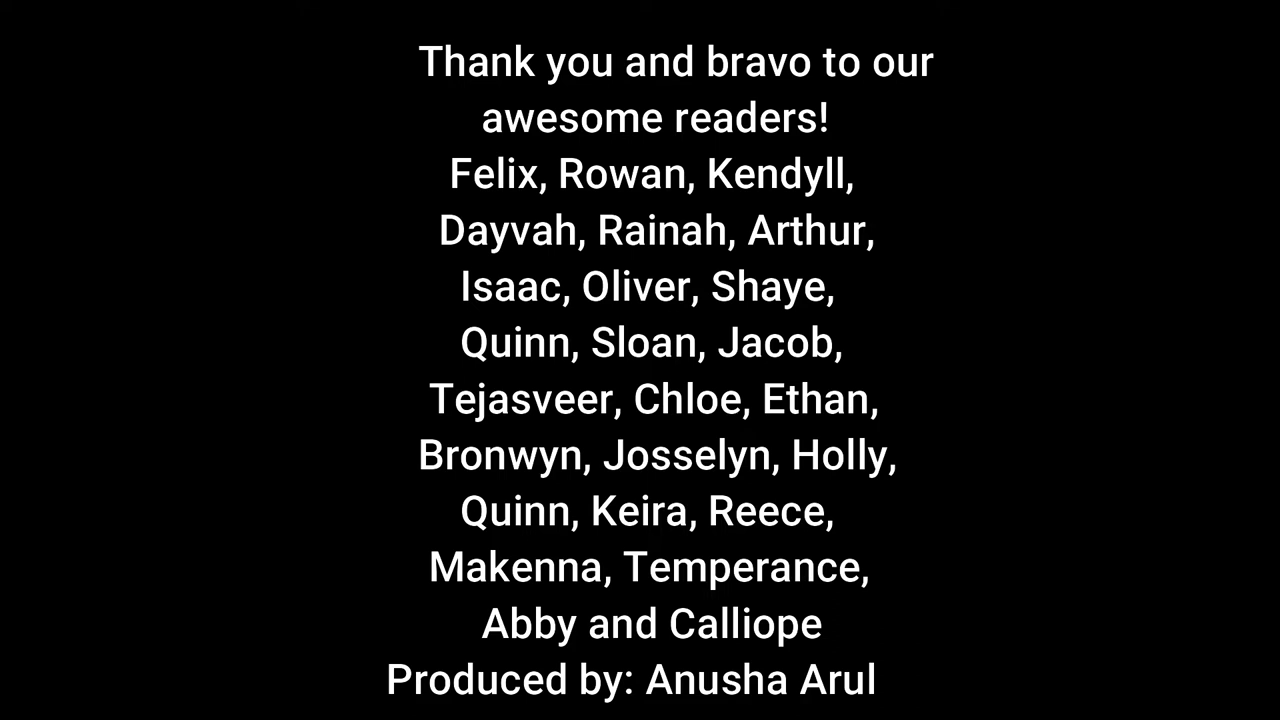 Thank you and bravo to our
awesome readers!
Felix, Rowan, Kendyll,
Dayvah, Rainah, Arthur,
Isaac, Oliver, Shaye,
Quinn, Sloan, Jacob,
Tejasveer, Chloe, Ethan,
Bronwyn, Josselyn, Holly,
Quinn, Keira, Reece,
Makenna, Temperance,
Abby and Calliope
Produced by: Anusha Arul